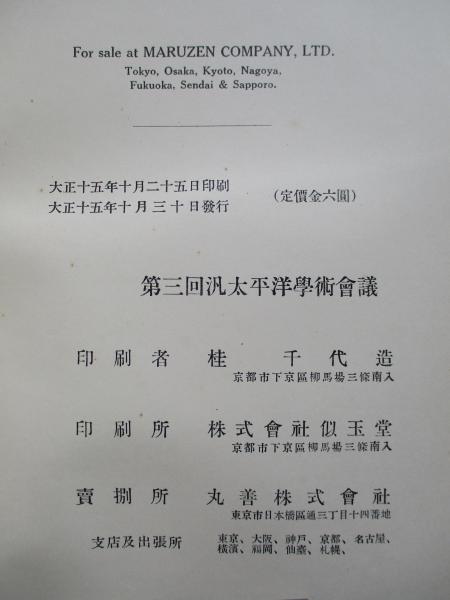 For sale at MARUZEN COMPANY, LTD.
Tokyo, Osaka, Kyoto, Nagoya,
Fukuoka, Sendai & Sapporo.
大正十五年十月二十五日印刷
大正十五年十月三十日發行
(定價金六圓)
第三回汎太平洋學術會議
印刷者 桂千代造
京都市下京區柳馬場三條南入
印刷所 株式會社似玉堂
京都市下京區柳馬場三條南入
賣捌所 丸善株式會社
東京市日本橋區通三丁目十四番地
支店及出張所 東京、大阪、神戸、京都、名古屋、
橫濱、福岡、仙臺、札幌、